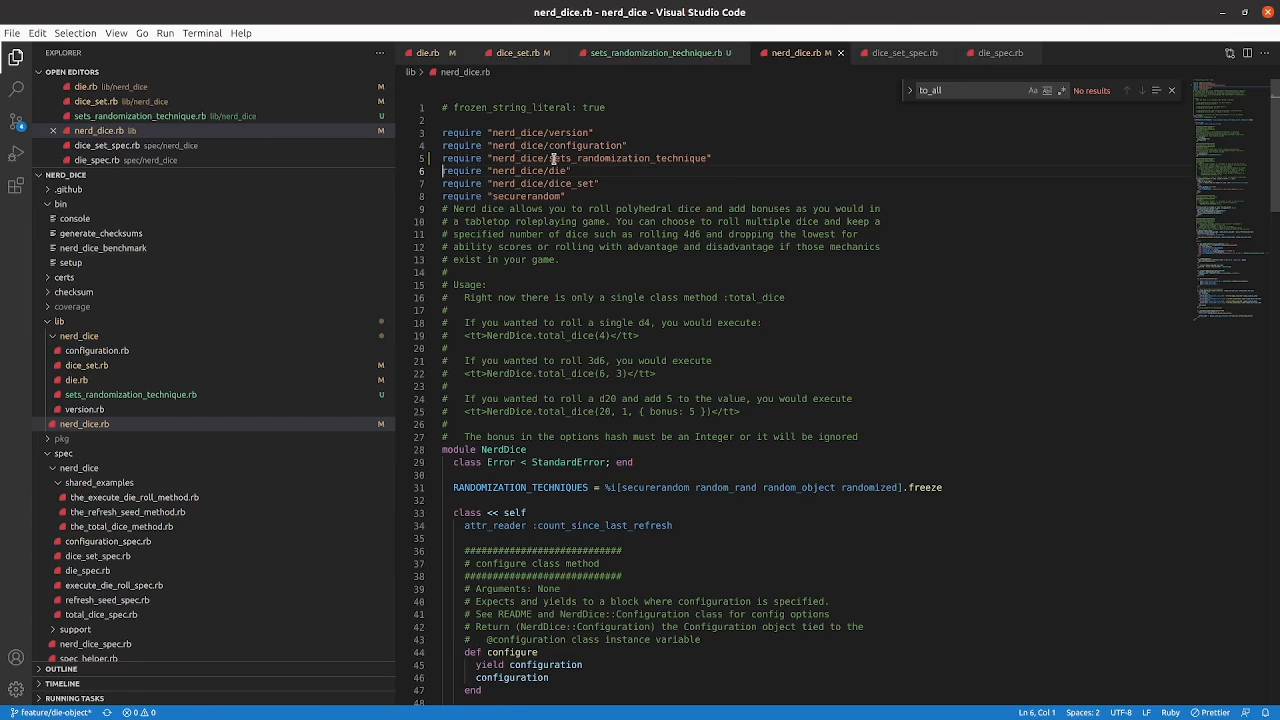 nerd_dice.rb - nerd_dice - Visual Studio Code
File Edit Selection View Go Run Terminal Help
EXPLORER
OPEN EDITORS
die.rb lib/nerd_dice M
dice_set.rb lib/nerd_dice M
sets_randomization_technique.rb lib/nerd_dice U
nerd_dice.rb lib M
dice_set_spec.rb spec/nerd_dice
die_spec.rb spec/nerd_dice
NERD_DICE
.github
bin
console
generate_checksums
nerd_dice_benchmark
setup
certs
checksum
coverage
lib
nerd_dice
configuration.rb
dice_set.rb M
die.rb M
sets_randomization_technique.rb U
version.rb
nerd_dice.rb M
pkg
spec
nerd_dice
shared_examples
the_execute_die_roll_method.rb
the_refresh_seed_method.rb
the_total_dice_method.rb
configuration_spec.rb
dice_set_spec.rb
die_spec.rb
execute_die_roll_spec.rb
refresh_seed_spec.rb
total_dice_spec.rb
support
nerd_dice_spec.rb
spec_helper.rb
OUTLINE
TIMELINE
RUNNING TASKS
4
die.rb M dice_set.rb M sets_randomization_technique.rb U nerd_dice.rb M dice_set_spec.rb die_spec.rb
lib nerd_dice.rb
to_all Aa No results
1 # frozen_string_literal: true
2
3 require "nerd_dice/version"
4 require "nerd_dice/configuration"
5 require "nerd_dice/sets_randomization_technique"
6 require "nerd_dice/die"
7 require "nerd_dice/dice_set"
8 require "securerandom"
9 # Nerd dice allows you to roll polyhedral dice and add bonuses as you would in
10 # a tabletop roleplaying game. You can choose to roll multiple dice and keep a
11 # specified number of dice such as rolling 4d6 and dropping the lowest for
12 # ability scores or rolling with advantage and disadvantage if those mechanics
13 # exist in your game.
14 #
15 # Usage:
16 #   Right now there is only a single class method :total_dice
17 #
18 #   If you wanted to roll a single d4, you would execute:
19 #   <tt>NerdDice.total_dice(4)</tt>
20 #
21 #   If you wanted to roll 3d6, you would execute
22 #   <tt>NerdDice.total_dice(6, 3)</tt>
23 #
24 #   If you wanted to roll a d20 and add 5 to the value, you would execute
25 #   <tt>NerdDice.total_dice(20, 1, { bonus: 5 })</tt>
26 #
27 #   The bonus in the options hash must be an Integer or it will be ignored
28 module NerdDice
29 class Error < StandardError; end
30
31 RANDOMIZATION_TECHNIQUES = %i[securerandom random_rand random_object randomized].freeze
32
33 class << self
34 attr_reader :count_since_last_refresh
35
36 ############################
37 # configure class method
38 ############################
39 # Arguments: None
40 # Expects and yields to a block where configuration is specified.
41 # See README and NerdDice::Configuration class for config options
42 # Return (NerdDice::Configuration) the Configuration object tied to the
43 #   @configuration class instance variable
44 def configure
45 yield configuration
46 configuration
47 end
48
feature/die-object* 0 0 Ln 6, Col 1 Spaces: 2 UTF-8 LF Ruby Prettier